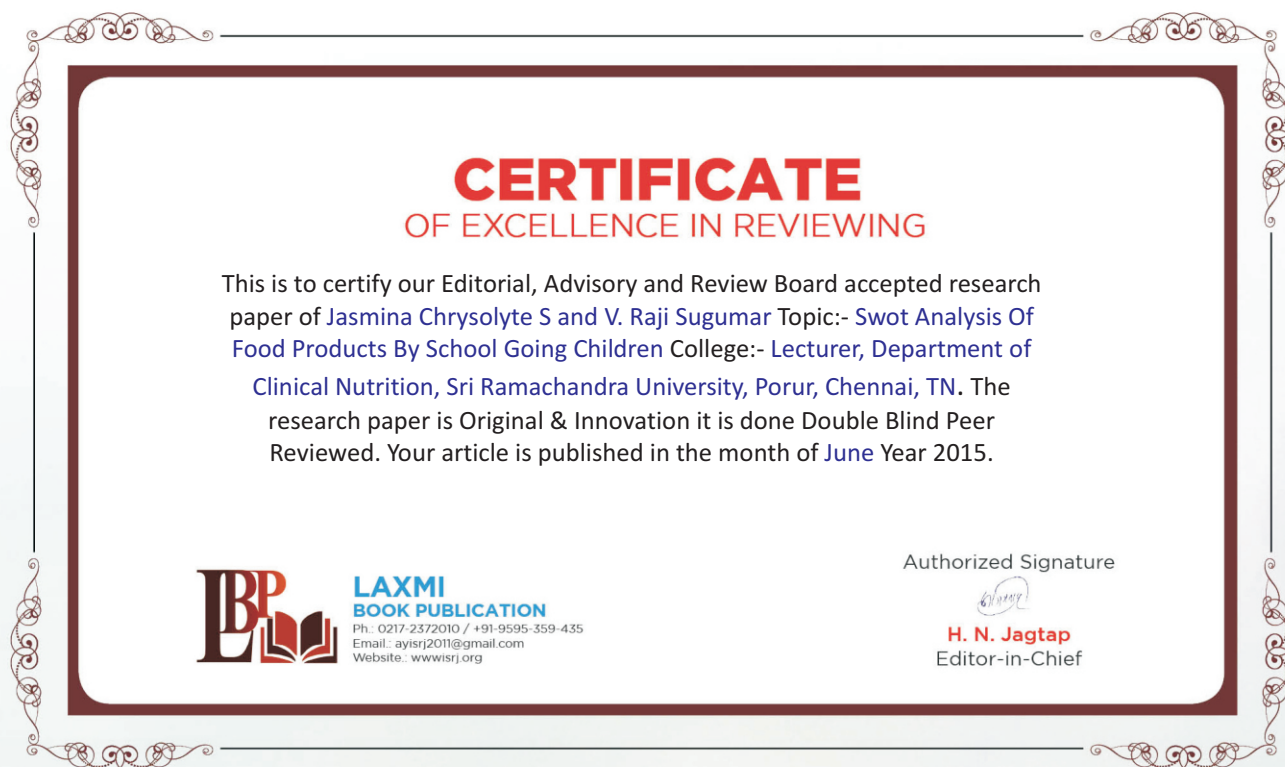 CERTIFICATE
OF EXCELLENCE IN REVIEWING
This is to certify our Editorial, Advisory and Review Board accepted research
paper of Jasmina Chrysolyte S and V. Raji Sugumar Topic:- Swot Analysis Of
Food Products By School Going Children College:- Lecturer, Department of
Clinical Nutrition, Sri Ramachandra University, Porur, Chennai, TN. The
research paper is Original & Innovation it is done Double Blind Peer
Reviewed. Your article is published in the month of June Year 2015.
LBP
LAXMI
BOOK PUBLICATION
Ph.: 0217-2372010 / +91-9595-359-435
Email.: ayisrj2011@gmail.com
Website.: wwwisrj.org
Authorized Signature
H. N. Jagtap
Editor-in-Chief